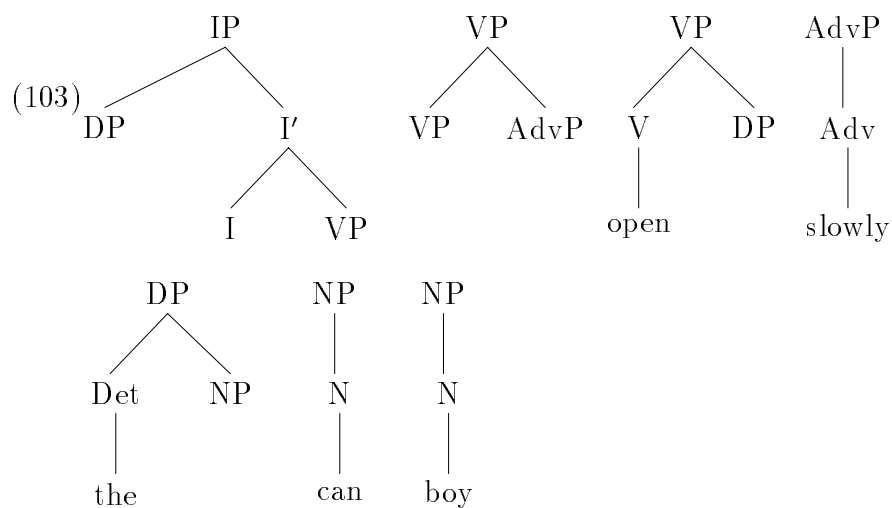 IP VP VP AdvP
(103) DP I′ VP AdvP V DP Adv
I VP open slowly
DP NP NP
Det NP N N
the can boy